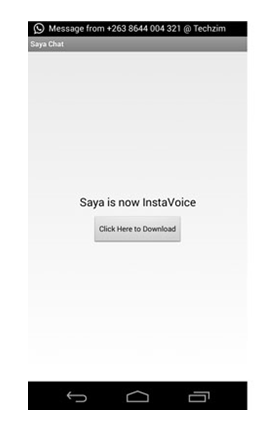 Message from +263 8644 004 321 @ Techzim
Saya Chat
Saya is now InstaVoice
Click Here to Download